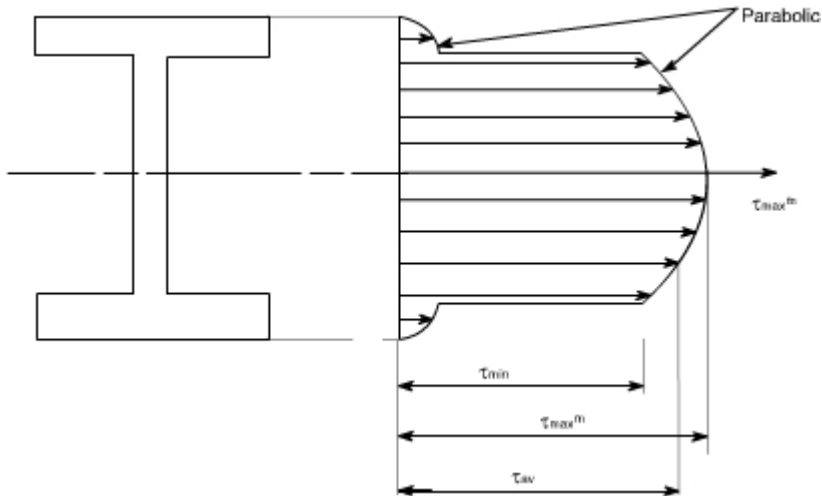 Parabolic
τmaxᵐ
τmin
τmaxᵐ
τav